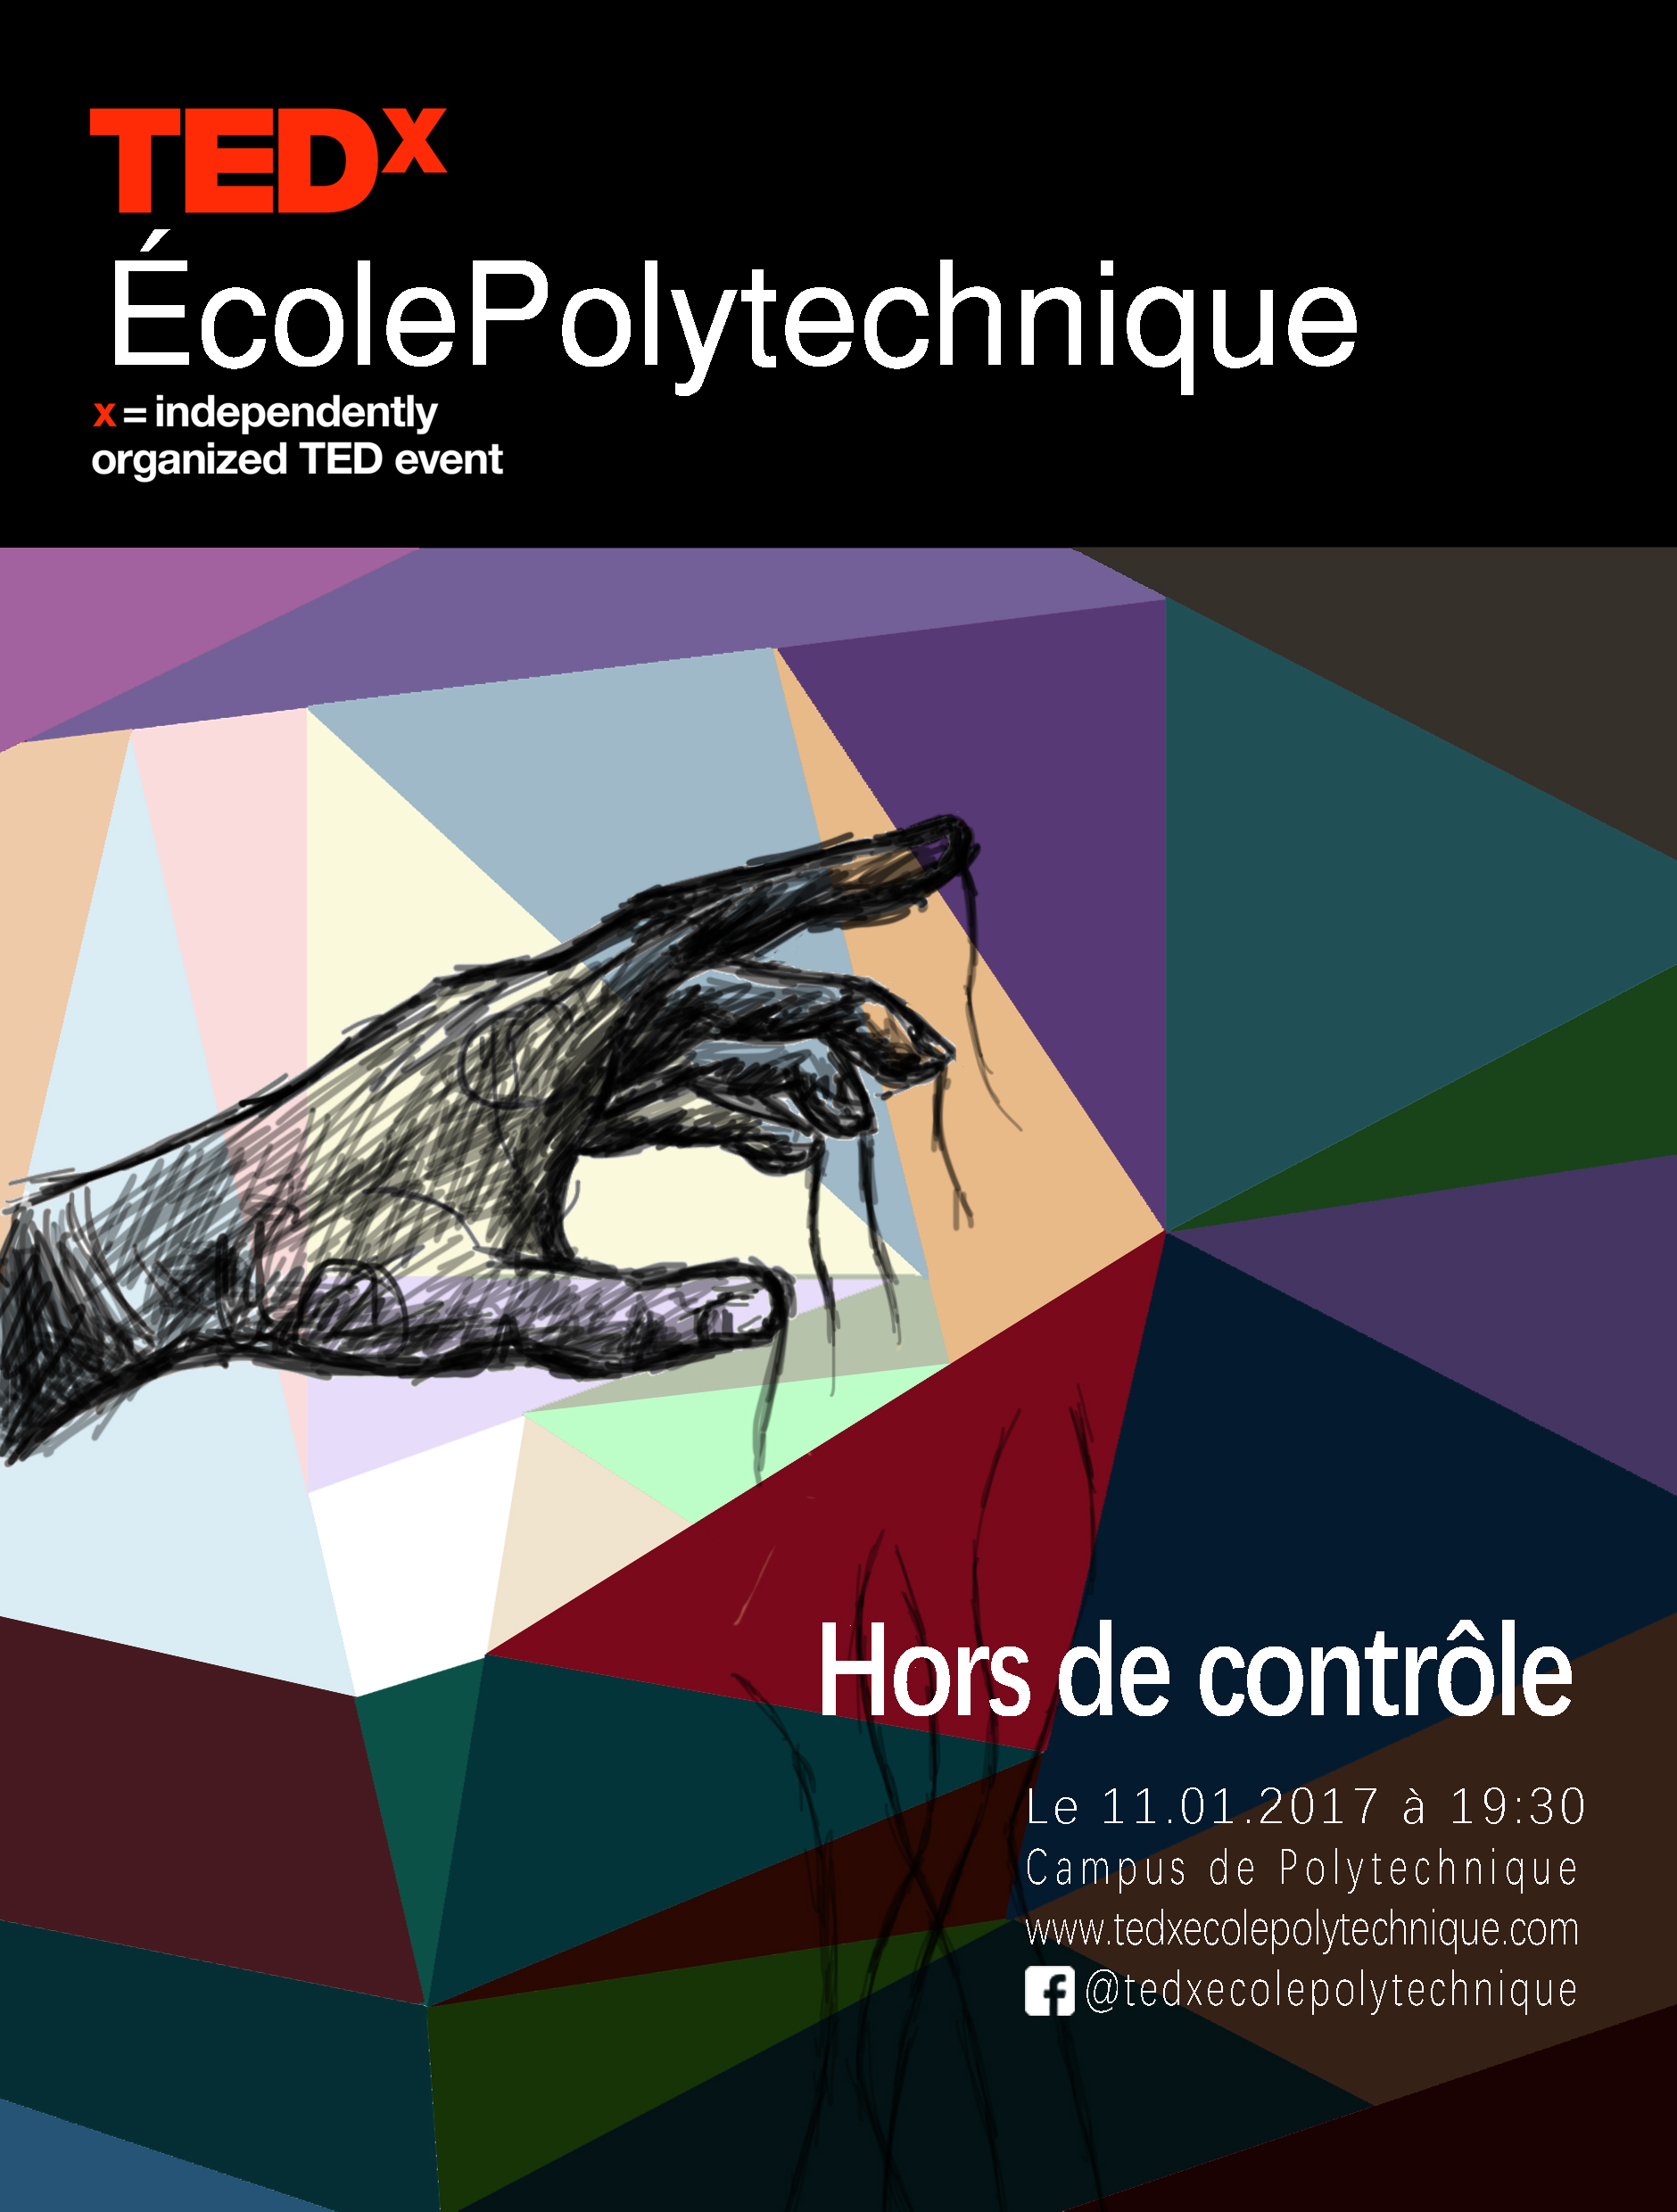 TEDx
ÉcolePolytechnique
x = independently
organized TED event
Hors de contrôle
Le 11.01.2017 à 19:30
Campus de Polytechnique
www.tedxecolepolytechnique.com
@tedxecolepolytechnique